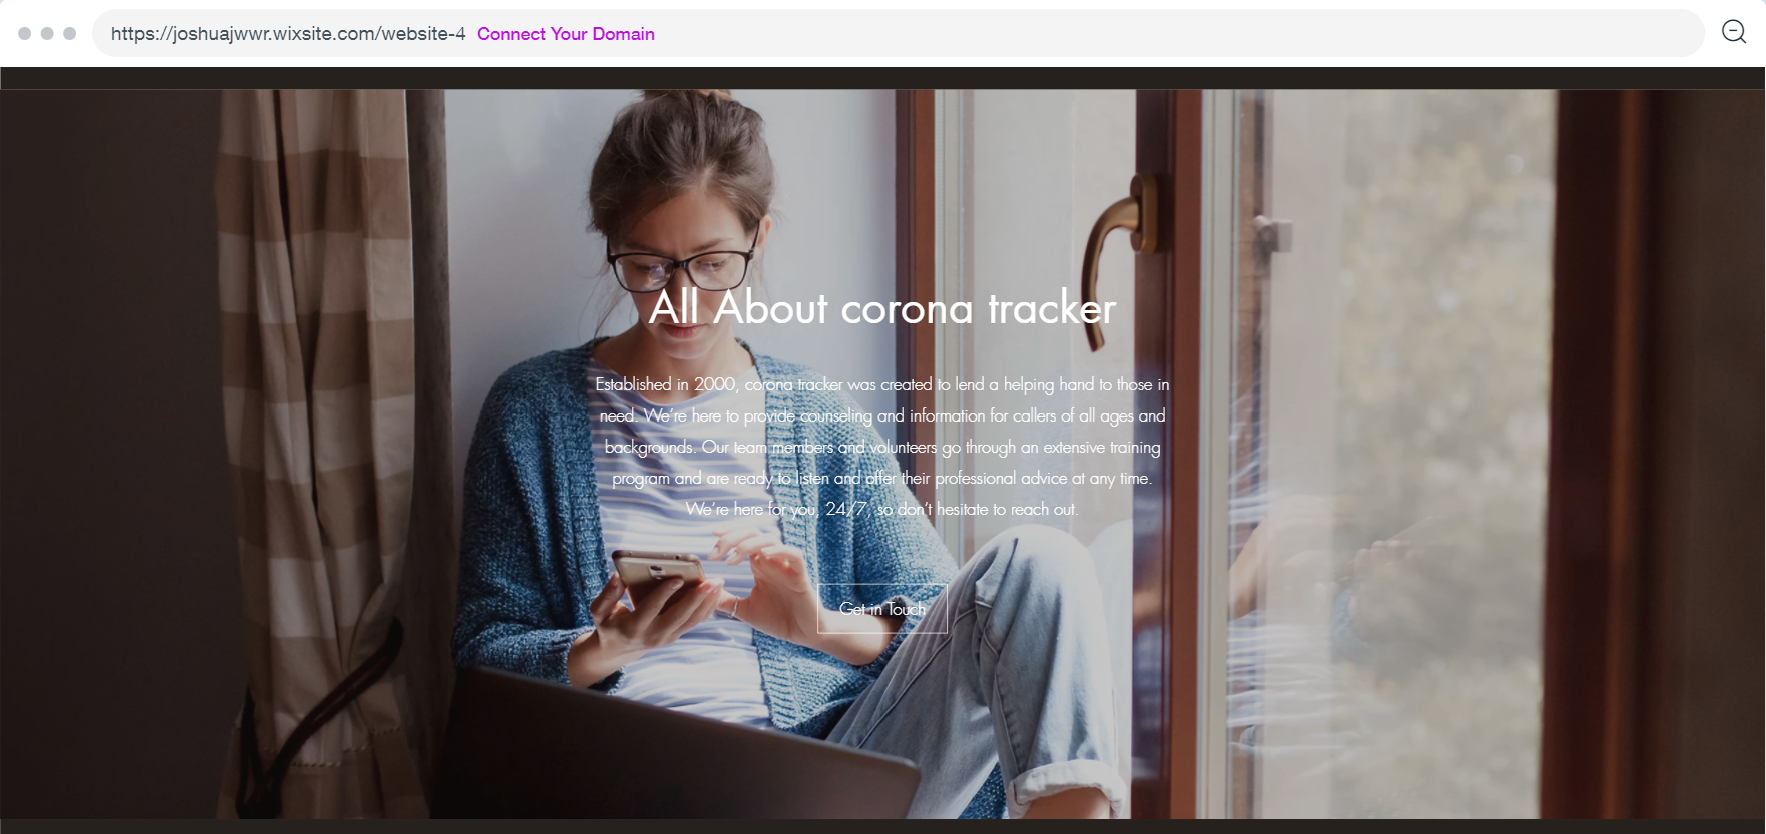 https://joshuajwwr.wixsite.com/website-4 Connect Your Domain
All About corona tracker
Established in 2000, corona tracker was created to lend a helping hand to those in
need. We're here to provide counseling and information for callers of all ages and
backgrounds. Our team members and volunteers go through an extensive training
program and are ready to listen and offer their professional advice at any time.
We're here for you, 24/7, so don't hesitate to reach out.
Get in Touch